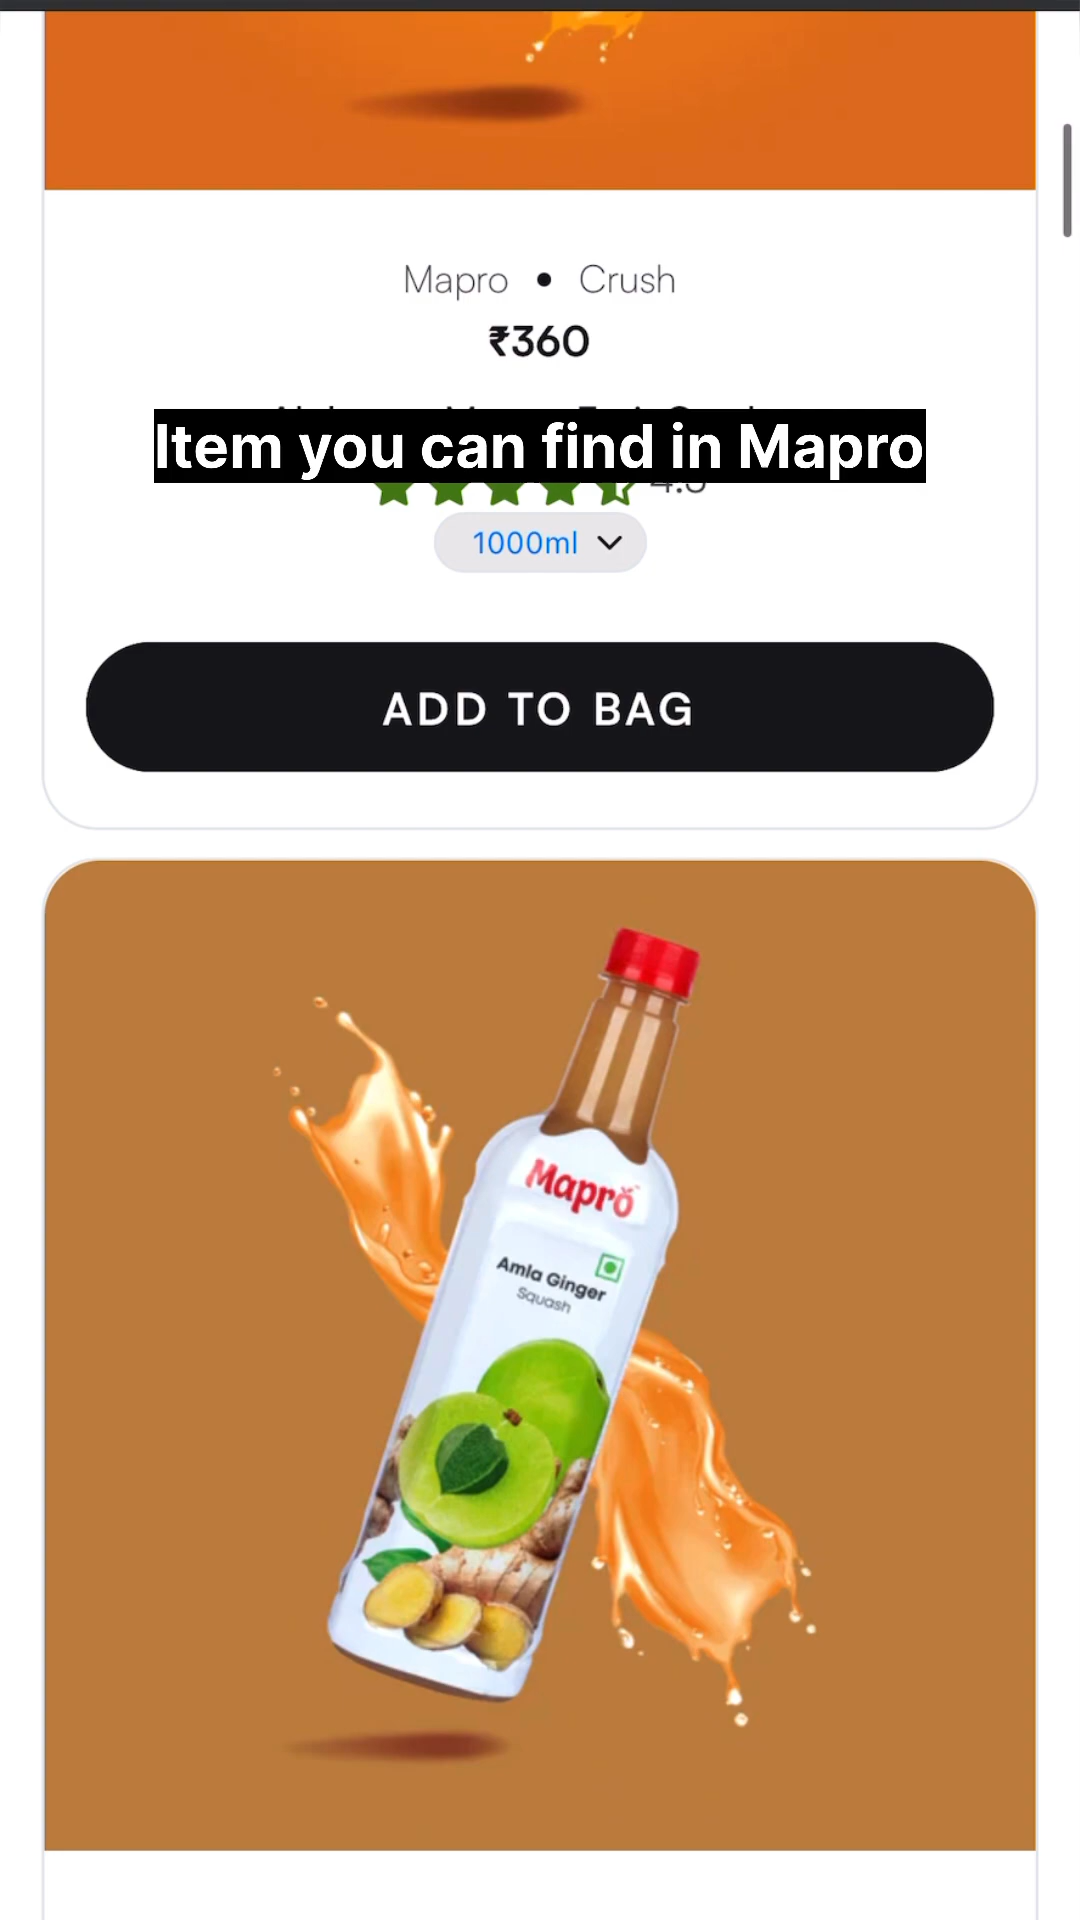 Mapro • Crush
₹360
Item you can find in Mapro
1000ml
ADD TO BAG
Mapro
Amla Ginger
Squash